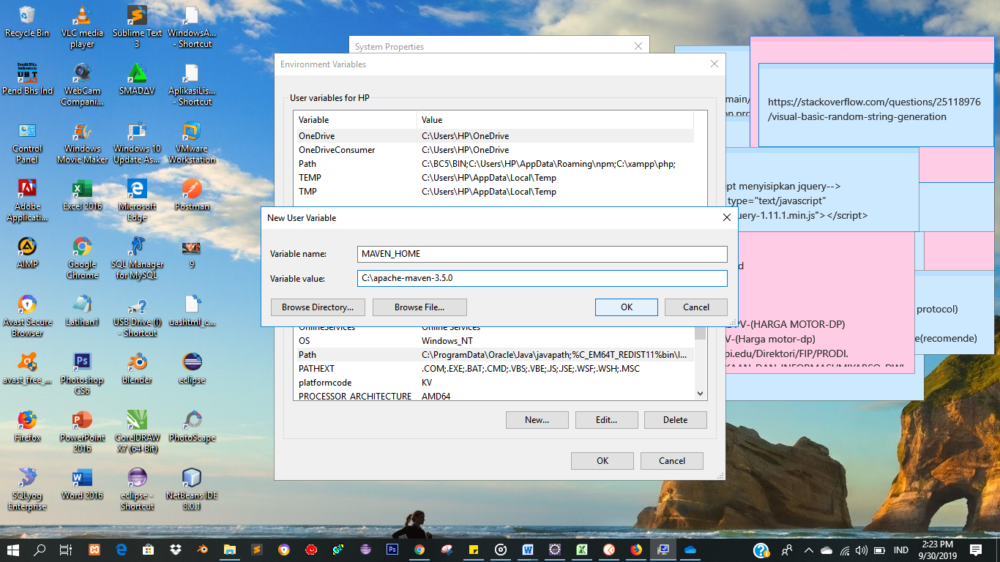 Recycle Bin
VLC media
player
Sublime Text
3
WindowsA...
- Shortcut
Pend Bhs Ind
WebCam
Compani...
SMADΔV
AplikasiLis...
- Shortcut
Control
Panel
Windows
Movie Maker
Windows 10
Update As...
VMware
Workstation
Adobe
Applicati...
Excel 2016
Microsoft
Edge
Postman
AIMP
Google
Chrome
SQL Manager
for MySQL
9
Avast Secure
Browser
Latihan1
USB Drive (I)
- Shortcut
uashtml_c...
avast_free_...
Photoshop
CS6
blender
eclipse
Firefox
PowerPoint
2016
CorelDRAW
X7 (64-Bit)
PhotoScape
SQLyog
Enterprise
Word 2016
eclipse -
Shortcut
NetBeans IDE
8.0.1
System Properties
Environment Variables
User variables for HP
Variable Value
OneDrive C:\Users\HP\OneDrive
OneDriveConsumer C:\Users\HP\OneDrive
Path C:\BC5\BIN;C:\Users\HP\AppData\Roaming\npm;C:\xampp\php;
TEMP C:\Users\HP\AppData\Local\Temp
TMP C:\Users\HP\AppData\Local\Temp
New User Variable
Variable name: MAVEN_HOME
Variable value: C:\apache-maven-3.5.0
Browse Directory... Browse File... OK Cancel
OnlineServices Online Services
OS Windows_NT
Path C:\ProgramData\Oracle\Java\javapath;%C_EM64T_REDIST11%bin\I...
PATHEXT .COM;.EXE;.BAT;.CMD;.VBS;.VBE;.JS;.JSE;.WSF;.WSH;.MSC
platformcode KV
PROCESSOR_ARCHITECTURE AMD64
New... Edit... Delete
OK Cancel
main/
https://stackoverflow.com/questions/25118976
/visual-basic-random-string-generation
ipt menyisipkan jquery-->
type="text/javascript"
uery-1.11.1.min.js"></script>
d
PV-(HARGA MOTOR-DP)
V-(Harga motor-dp)
pi.edu/Direktori/FIP/PRODI.
protocol)
e(recomende)
IND
2:23 PM
9/30/2019